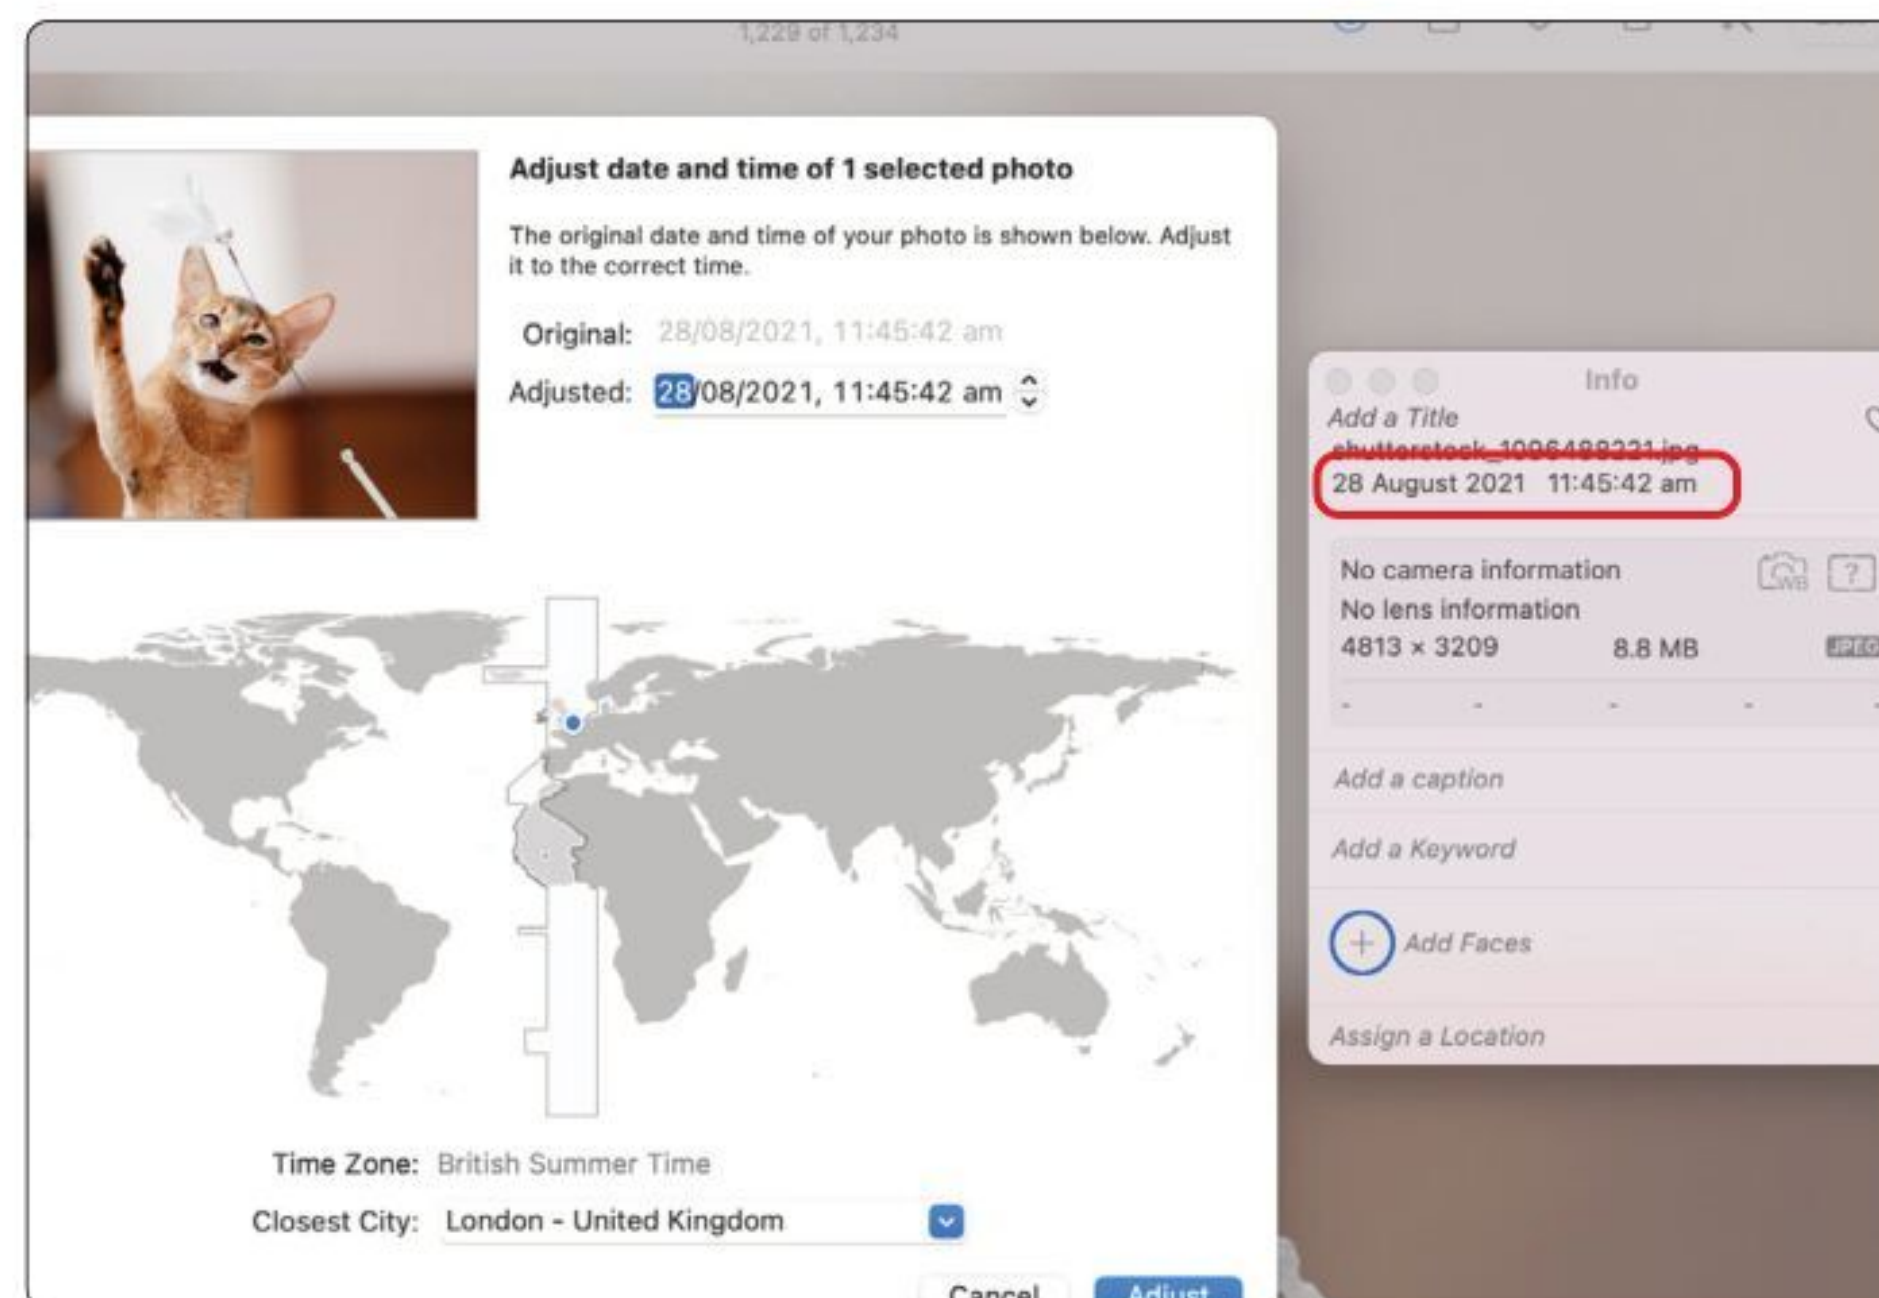 1,229 of 1,234
Adjust date and time of 1 selected photo
The original date and time of your photo is shown below. Adjust
it to the correct time.
Original: 28/08/2021, 11:45:42 am
Adjusted: 28/08/2021, 11:45:42 am
Time Zone: British Summer Time
Closest City: London - United Kingdom
Cancel
Adjust
Info
Add a Title
shutterstock_1096489221.jpg
28 August 2021 11:45:42 am
No camera information
WB
?
No lens information
4813 × 3209 8.8 MB JPEG
- - - - -
Add a caption
Add a Keyword
+ Add Faces
Assign a Location